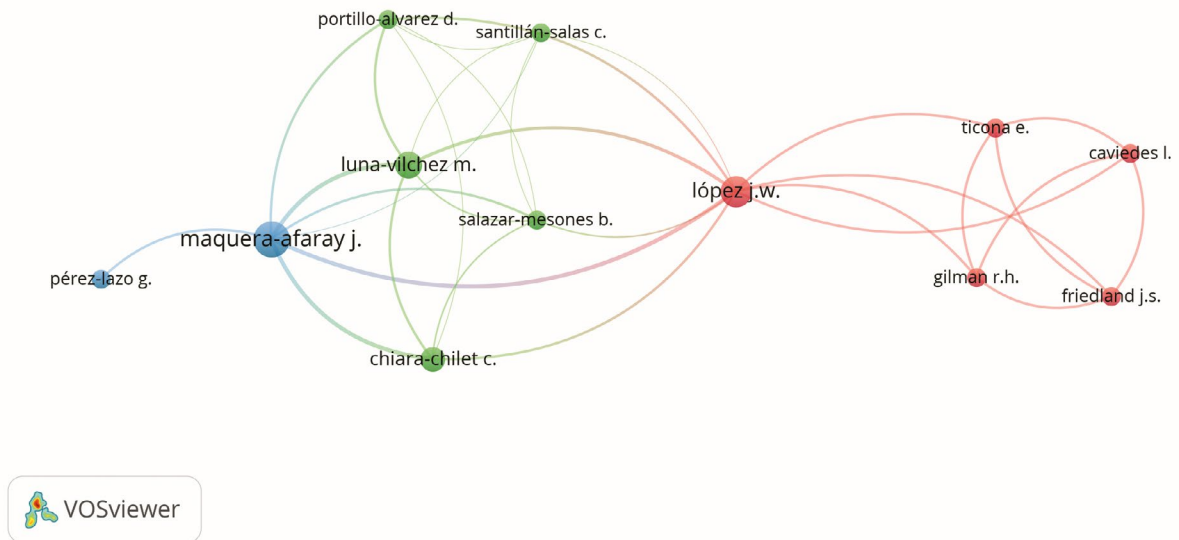 portillo-alvarez d.
santillán-salas c.
ticona e.
caviedes l.
luna-vilchez m.
lópez j.w.
salazar-mesones b.
maquera-afaray j.
pérez-lazo g.
gilman r.h.
friedland j.s.
chiara-chilet c.
VOSviewer